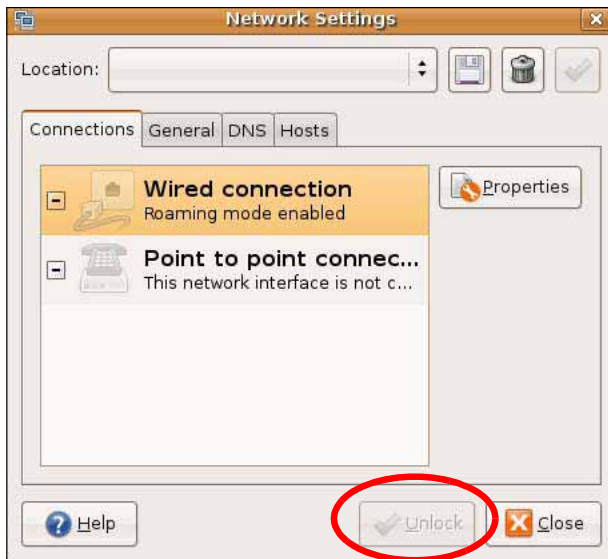 Network Settings
Location:
Connections General DNS Hosts
Wired connection
Roaming mode enabled
Properties
Point to point connec...
This network interface is not c...
Help
Unlock
Close